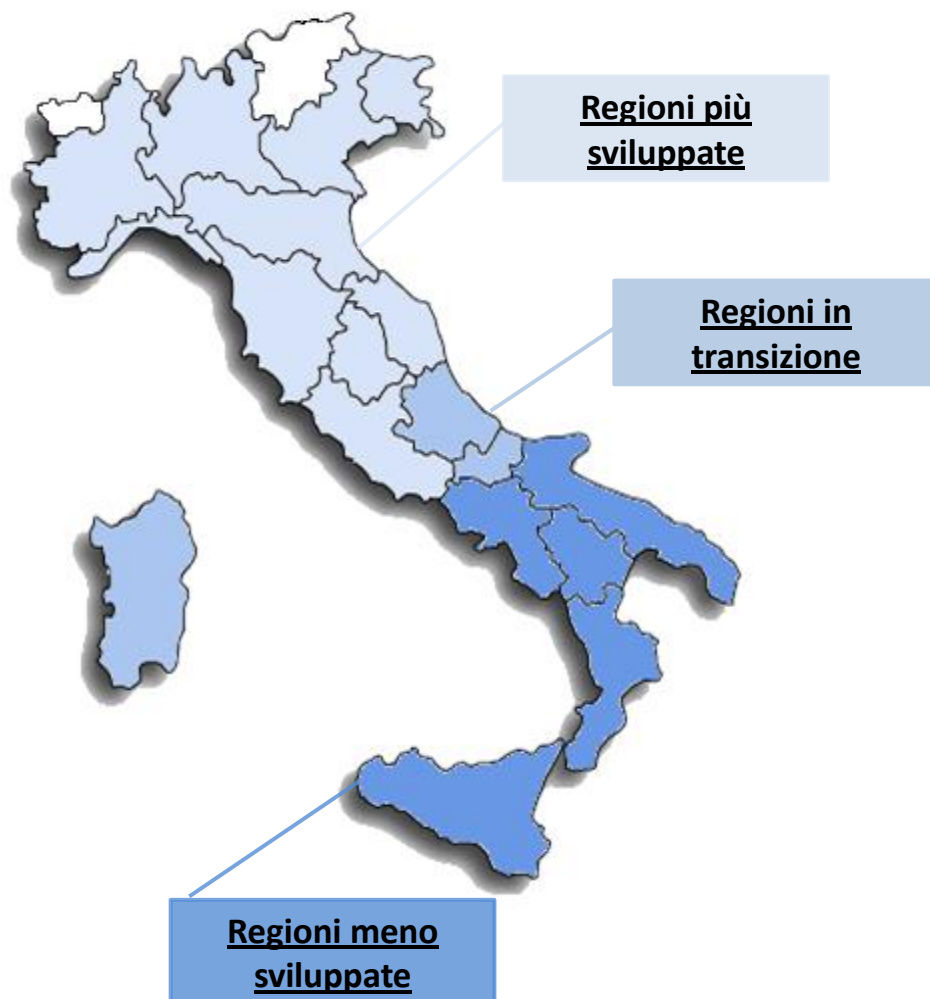 Regioni più
sviluppate
Regioni in
transizione
Regioni meno
sviluppate